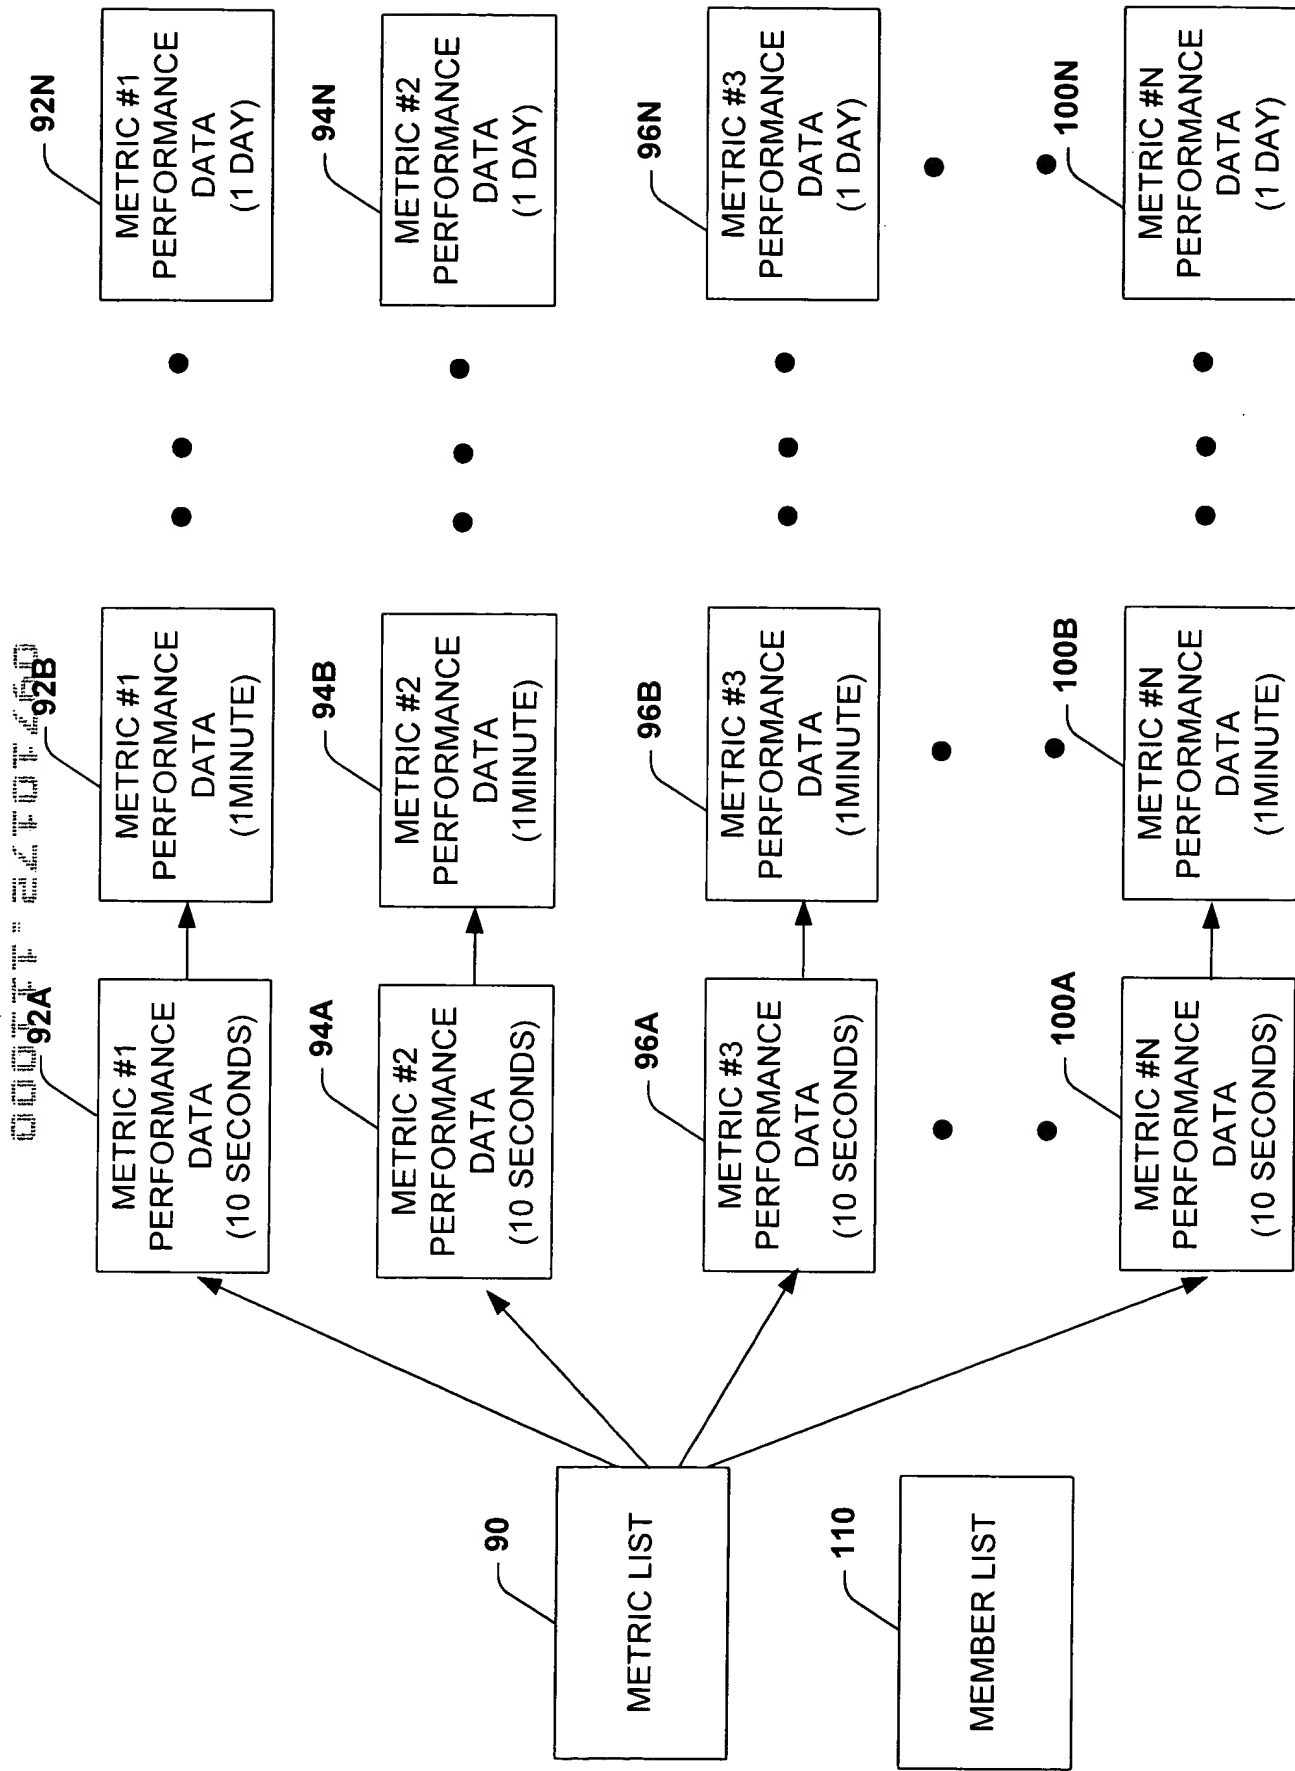 09710172.111000
92A
METRIC #1
PERFORMANCE
DATA
(10 SECONDS)
92B
METRIC #1
PERFORMANCE
DATA
(1MINUTE)
92N
METRIC #1
PERFORMANCE
DATA
(1 DAY)
94A
METRIC #2
PERFORMANCE
DATA
(10 SECONDS)
94B
METRIC #2
PERFORMANCE
DATA
(1MINUTE)
94N
METRIC #2
PERFORMANCE
DATA
(1 DAY)
90
METRIC LIST
96A
METRIC #3
PERFORMANCE
DATA
(10 SECONDS)
96B
METRIC #3
PERFORMANCE
DATA
(1MINUTE)
96N
METRIC #3
PERFORMANCE
DATA
(1 DAY)
110
MEMBER LIST
100A
METRIC #N
PERFORMANCE
DATA
(10 SECONDS)
100B
METRIC #N
PERFORMANCE
DATA
(1MINUTE)
100N
METRIC #N
PERFORMANCE
DATA
(1 DAY)